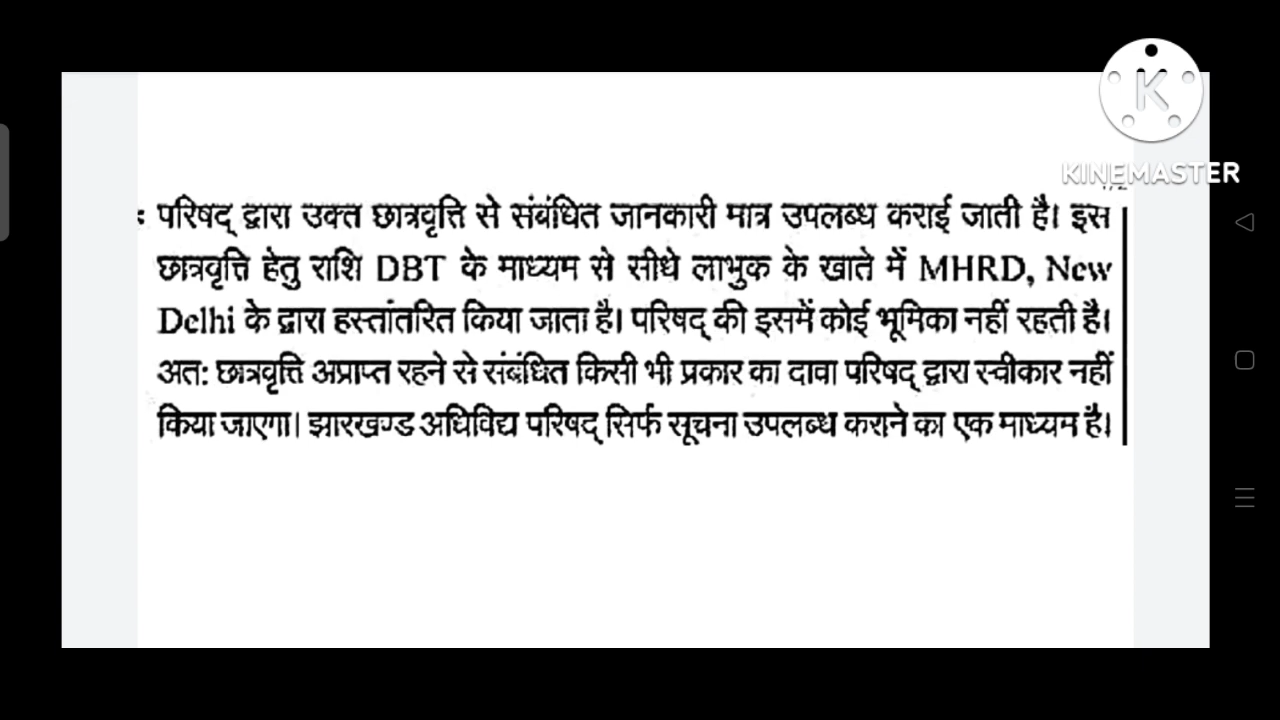 KINEMASTER
: परिषद् द्वारा उक्त छात्रवृत्ति से संबंधित जानकारी मात्र उपलब्ध कराई जाती है। इस
छात्रवृत्ति हेतु राशि DBT के माध्यम से सीधे लाभुक के खाते में MHRD, New
Delhi के द्वारा हस्तांतरित किया जाता है। परिषद् की इसमें कोई भूमिका नहीं रहती है।
अत: छात्रवृत्ति अप्राप्त रहने से संबंधित किसी भी प्रकार का दावा परिषद् द्वारा स्वीकार नहीं
किया जाएगा। झारखण्ड अधिविद्य परिषद् सिर्फ सूचना उपलब्ध कराने का एक माध्यम है।